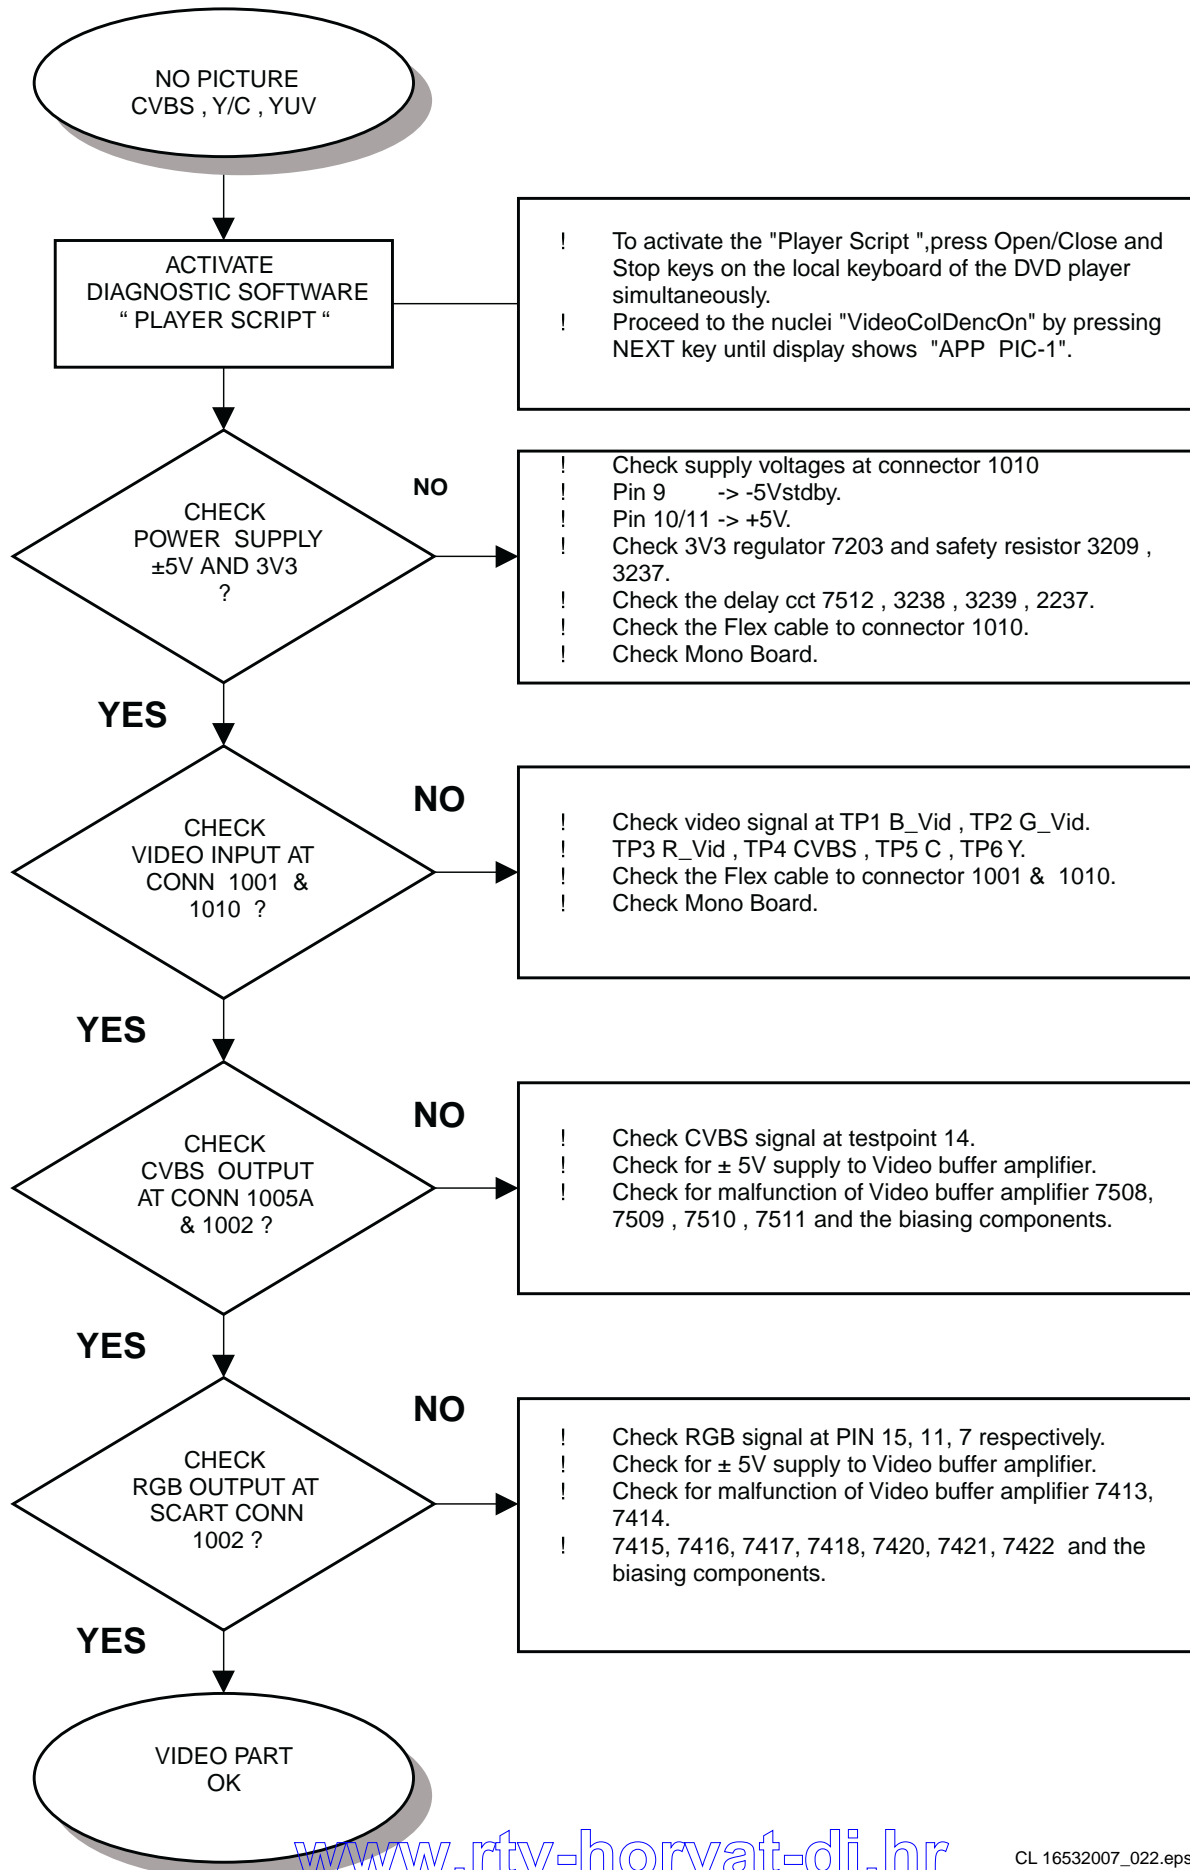 NO PICTURE
CVBS , Y/C , YUV
ACTIVATE
DIAGNOSTIC SOFTWARE
“ PLAYER SCRIPT “
! To activate the "Player Script ",press Open/Close and
Stop keys on the local keyboard of the DVD player
simultaneously.
! Proceed to the nuclei "VideoColDencOn" by pressing
NEXT key until display shows "APP PIC-1".
CHECK
POWER SUPPLY
±5V AND 3V3
?
NO
! Check supply voltages at connector 1010
! Pin 9 -> -5Vstdby.
! Pin 10/11 -> +5V.
! Check 3V3 regulator 7203 and safety resistor 3209 ,
3237.
! Check the delay cct 7512 , 3238 , 3239 , 2237.
! Check the Flex cable to connector 1010.
! Check Mono Board.
YES
CHECK
VIDEO INPUT AT
CONN 1001 &
1010 ?
NO
! Check video signal at TP1 B_Vid , TP2 G_Vid.
! TP3 R_Vid , TP4 CVBS , TP5 C , TP6 Y.
! Check the Flex cable to connector 1001 & 1010.
! Check Mono Board.
YES
CHECK
CVBS OUTPUT
AT CONN 1005A
& 1002 ?
NO
! Check CVBS signal at testpoint 14.
! Check for ± 5V supply to Video buffer amplifier.
! Check for malfunction of Video buffer amplifier 7508,
7509 , 7510 , 7511 and the biasing components.
YES
CHECK
RGB OUTPUT AT
SCART CONN
1002 ?
NO
! Check RGB signal at PIN 15, 11, 7 respectively.
! Check for ± 5V supply to Video buffer amplifier.
! Check for malfunction of Video buffer amplifier 7413,
7414.
! 7415, 7416, 7417, 7418, 7420, 7421, 7422 and the
biasing components.
YES
VIDEO PART
OK
www.rtv-horvat-dj.hr
CL 16532007_022.eps